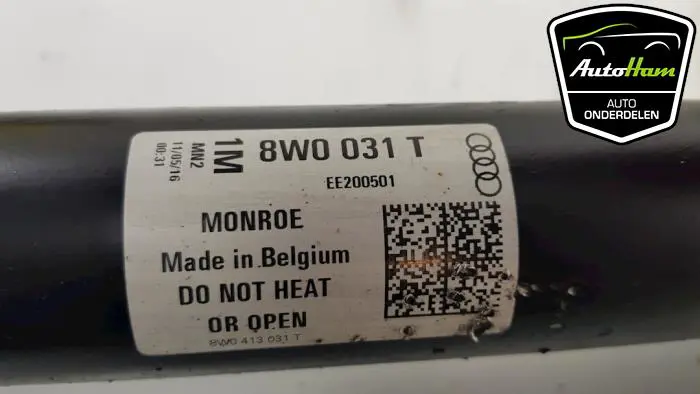 AutoHam
AUTO
ONDERDELEN
1M
MN2
11/05/16
00:31
8W0 031 T
EE200501
MONROE
Made in Belgium
DO NOT HEAT
OR OPEN
8W0 413 031 T